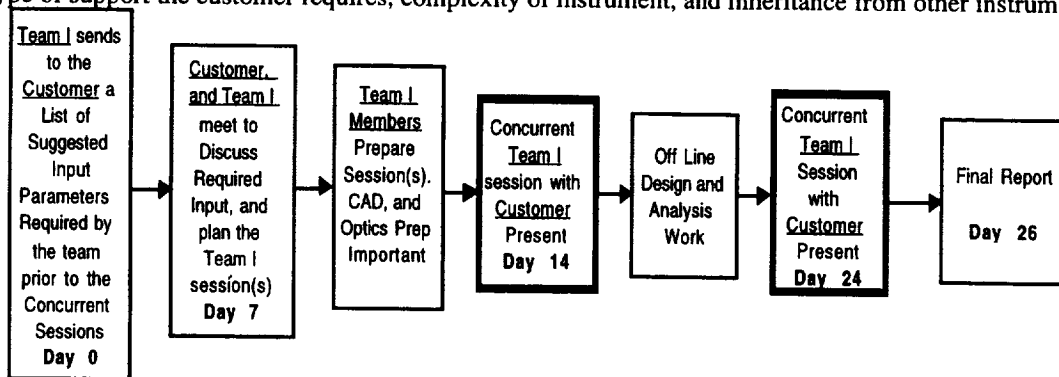 type of support the customer requires, complexity of instrument, and inheritance from other instrum
Team I sends
to the
Customer a
List of
Suggested
Input
Parameters
Required by
the team
prior to the
Concurrent
Sessions
Day 0
Customer,
and Team I
meet to
Discuss
Required
Input, and
plan the
Team I
session(s)
Day 7
Team I
Members
Prepare
Session(s).
CAD, and
Optics Prep
Important
Concurrent
Team I
session with
Customer
Present
Day 14
Off Line
Design and
Analysis
Work
Concurrent
Team I
Session
with
Customer
Present
Day 24
Final Report
Day 26